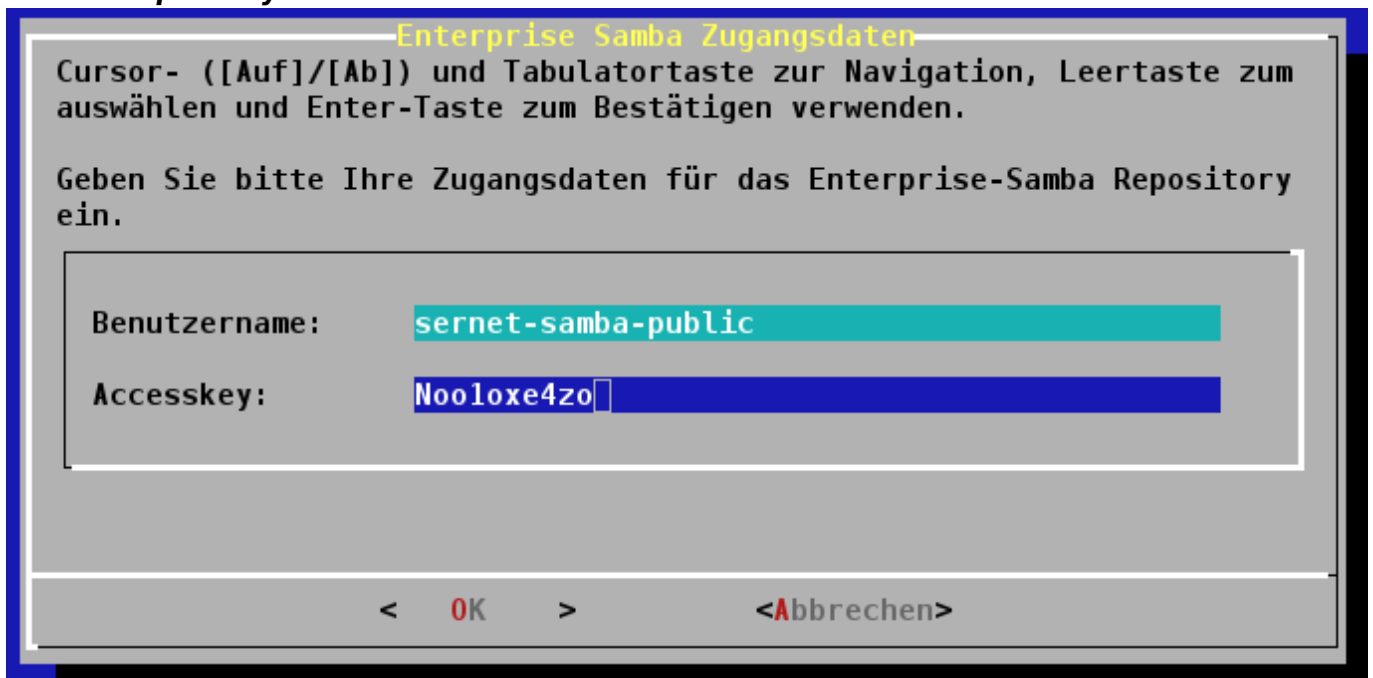 Enterprise Samba Zugangsdaten
Cursor- ([Auf]/[Ab]) und Tabulatortaste zur Navigation, Leertaste zum
auswählen und Enter-Taste zum Bestätigen verwenden.
Geben Sie bitte Ihre Zugangsdaten für das Enterprise-Samba Repository
ein.
Benutzername: sernet-samba-public
Accesskey: Nooloxe4zo
< OK > <Abbrechen>